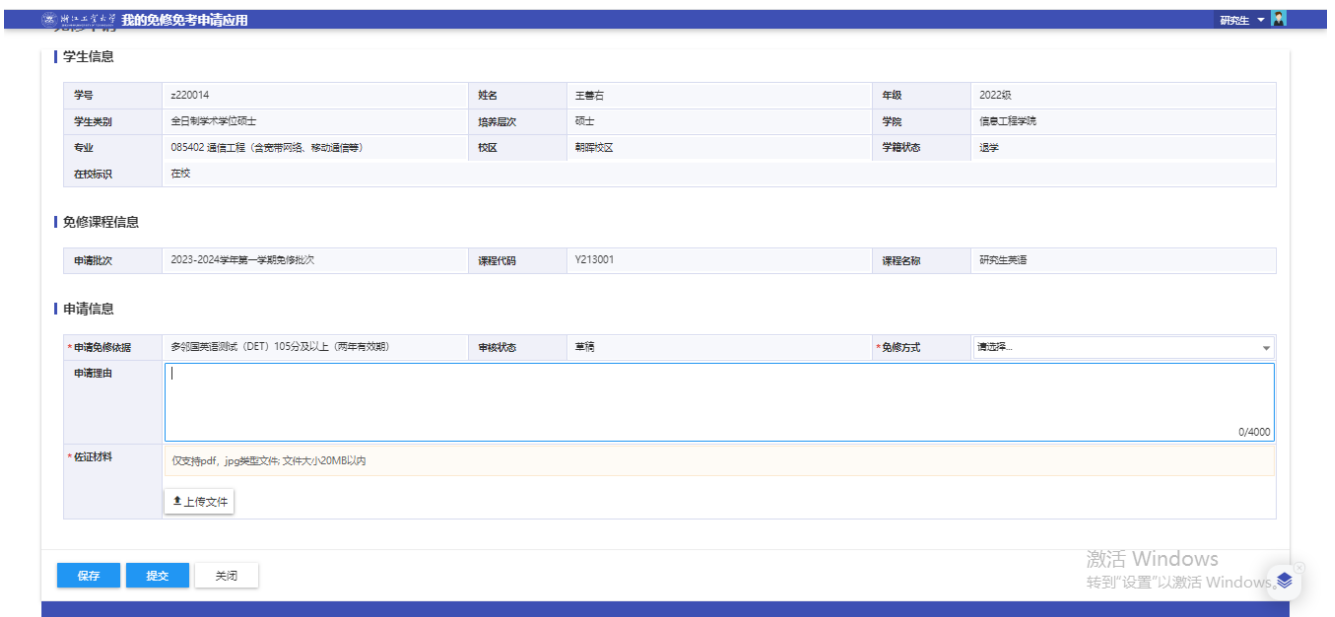 浙江工业大学 我的免修免考申请应用 研究生
学生信息
学号 z220014 姓名 王善右 年级 2022级
学生类别 全日制学术学位硕士 培养层次 硕士 学院 信息工程学院
专业 085402 通信工程（含宽带网络、移动通信等） 校区 朝晖校区 学籍状态 退学
在校标识 在校
免修课程信息
申请批次 2023-2024学年第一学期免修批次 课程代码 Y213001 课程名称 研究生英语
申请信息
*申请免修依据 多邻国英语测试（DET）105分及以上（两年有效期） 审核状态 草稿 *免修方式 请选择...
申请理由
0/4000
*佐证材料 仅支持pdf，jpg类型文件; 文件大小20MB以内
上传文件
保存 提交 关闭
激活 Windows
转到"设置"以激活 Windows。